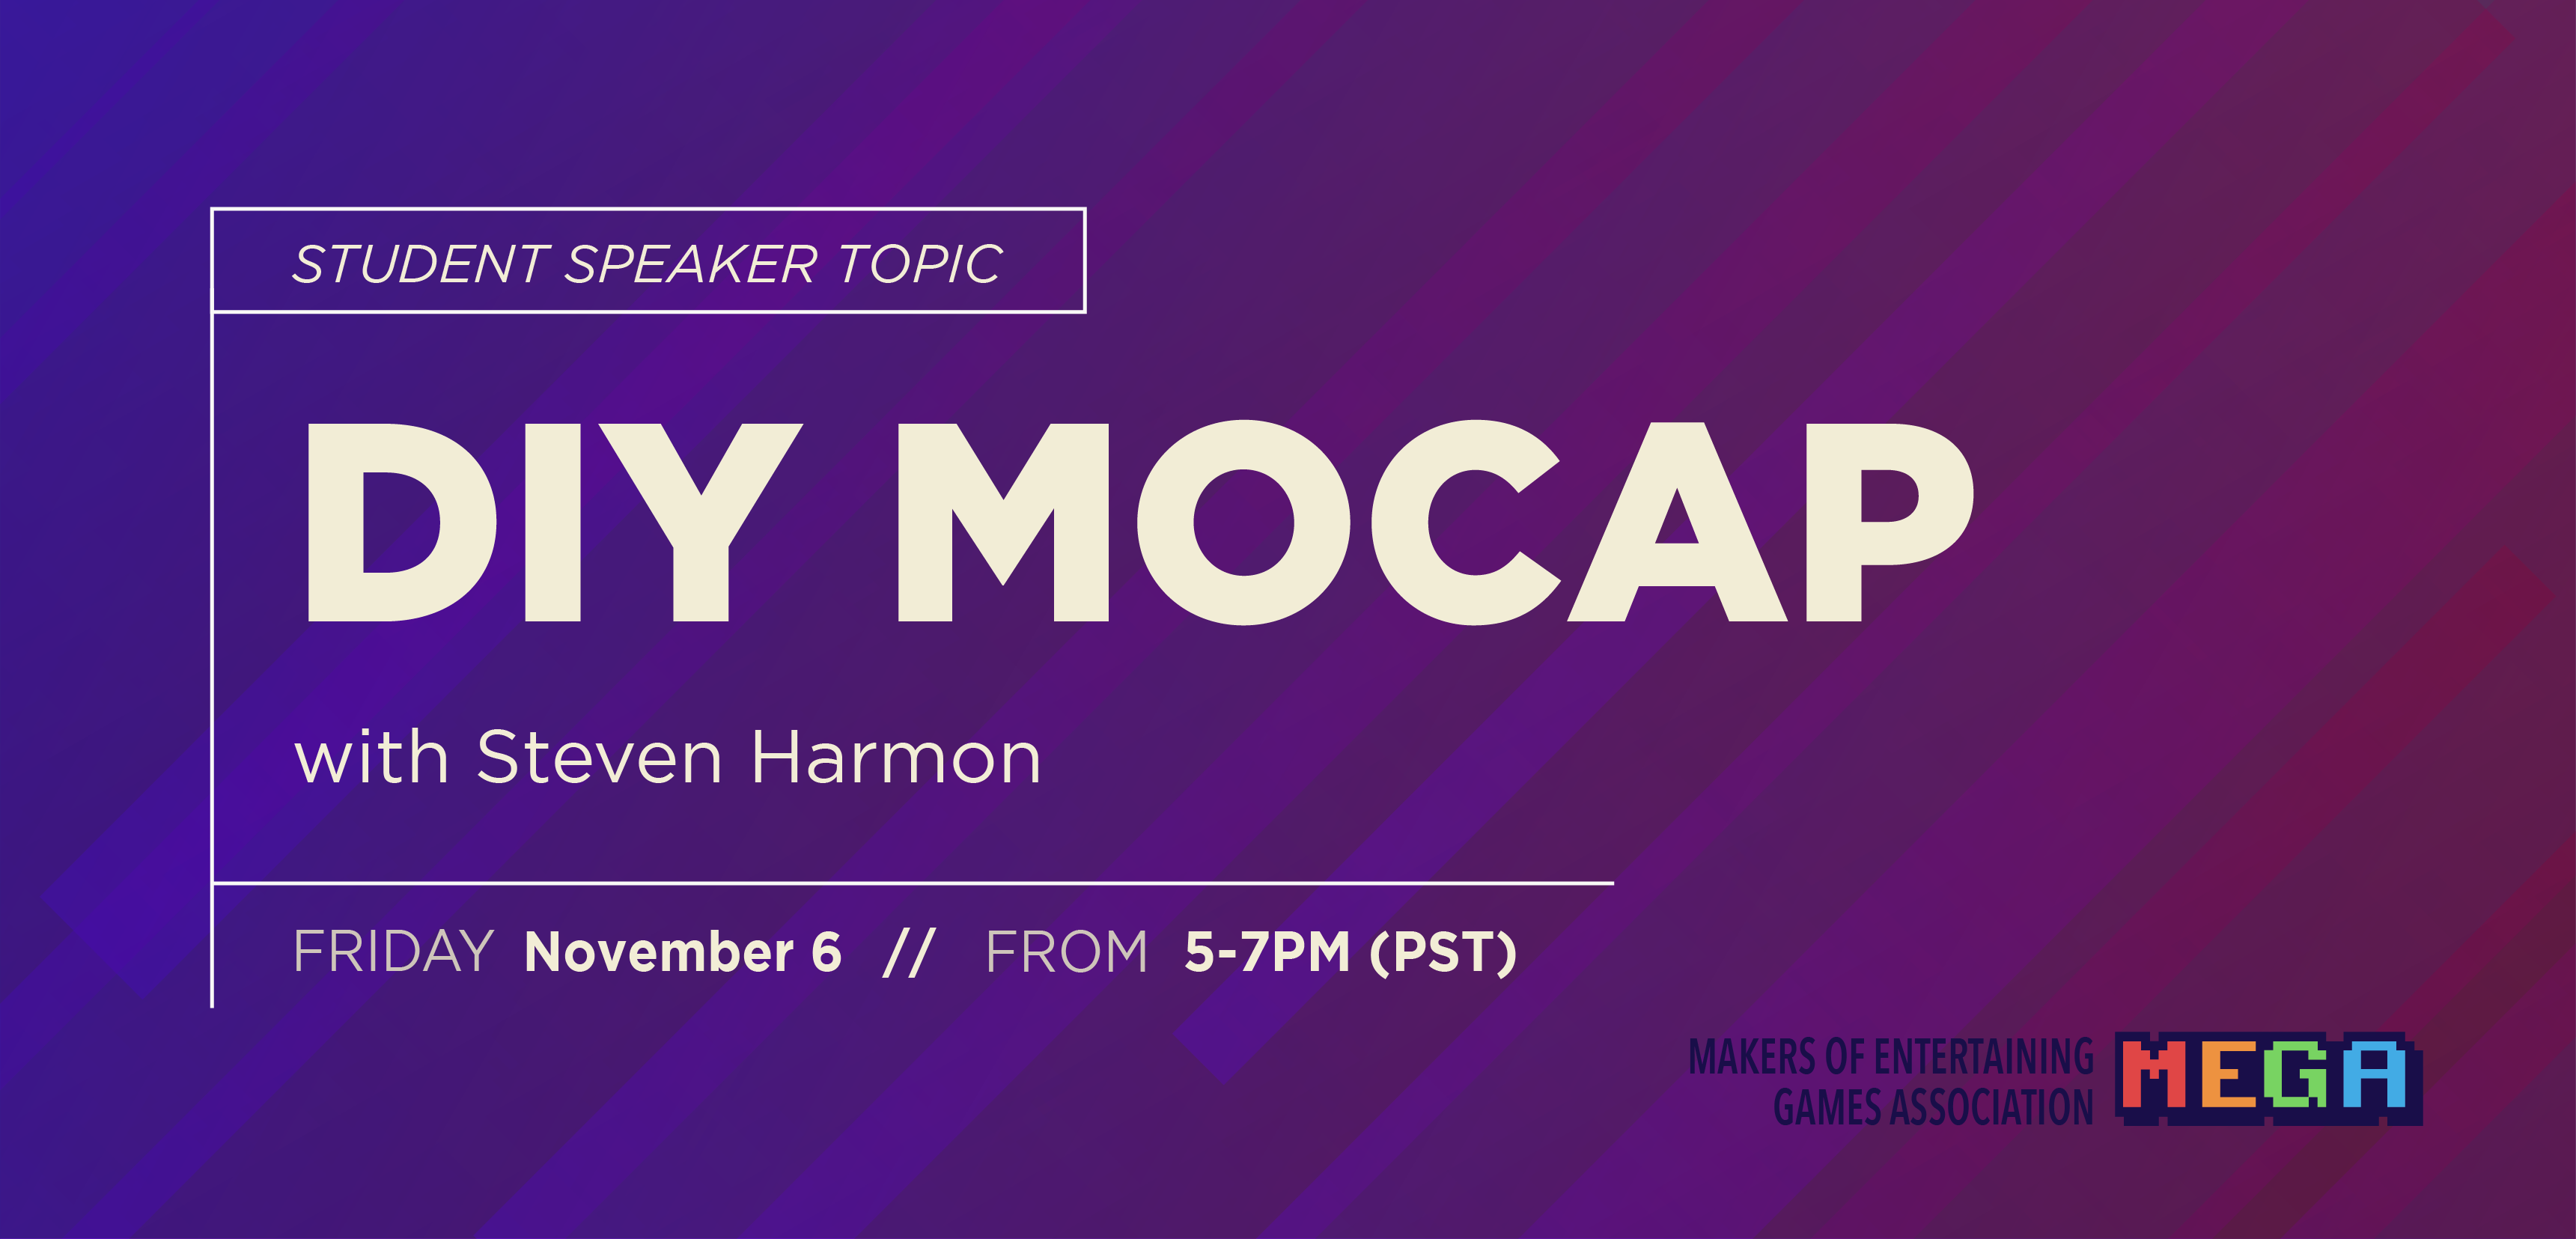 STUDENT SPEAKER TOPIC
DIY MOCAP
with Steven Harmon
FRIDAY November 6 // FROM 5-7PM (PST)
MAKERS OF ENTERTAINING
GAMES ASSOCIATION
MEGA